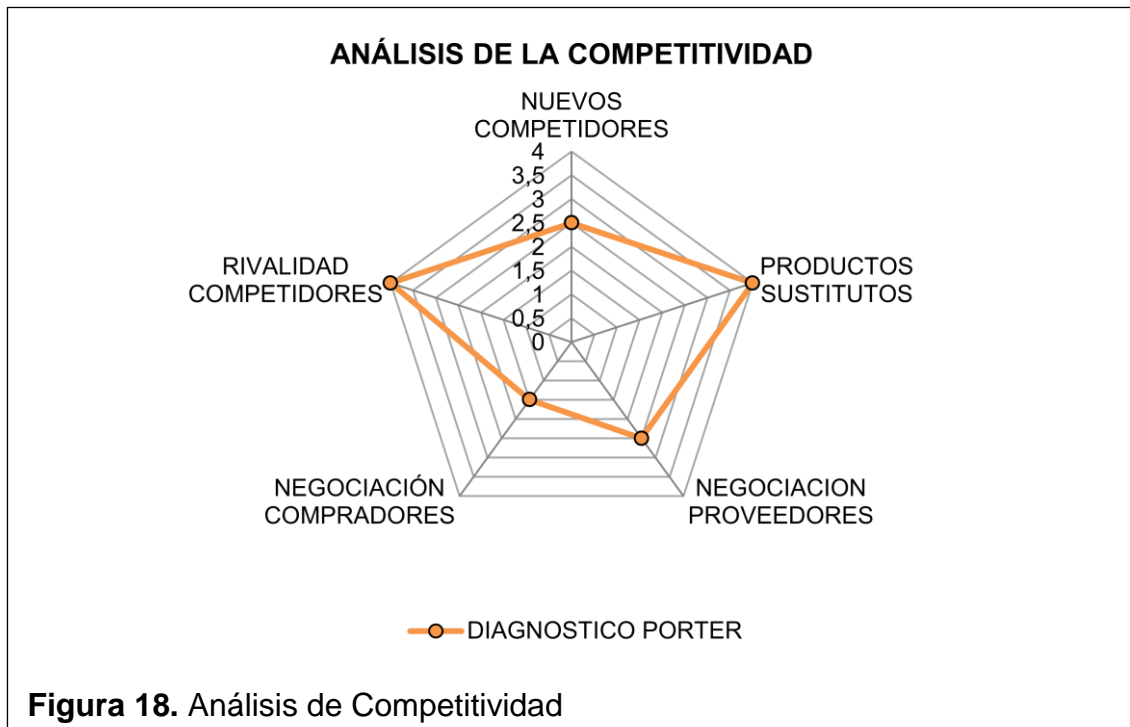 ANÁLISIS DE LA COMPETITIVIDAD
NUEVOS
COMPETIDORES
4
3,5
3
2,5
2
1,5
1
0,5
0
RIVALIDAD
COMPETIDORES
PRODUCTOS
SUSTITUTOS
NEGOCIACIÓN
COMPRADORES
NEGOCIACION
PROVEEDORES
DIAGNOSTICO PORTER
Figura 18. Análisis de Competitividad